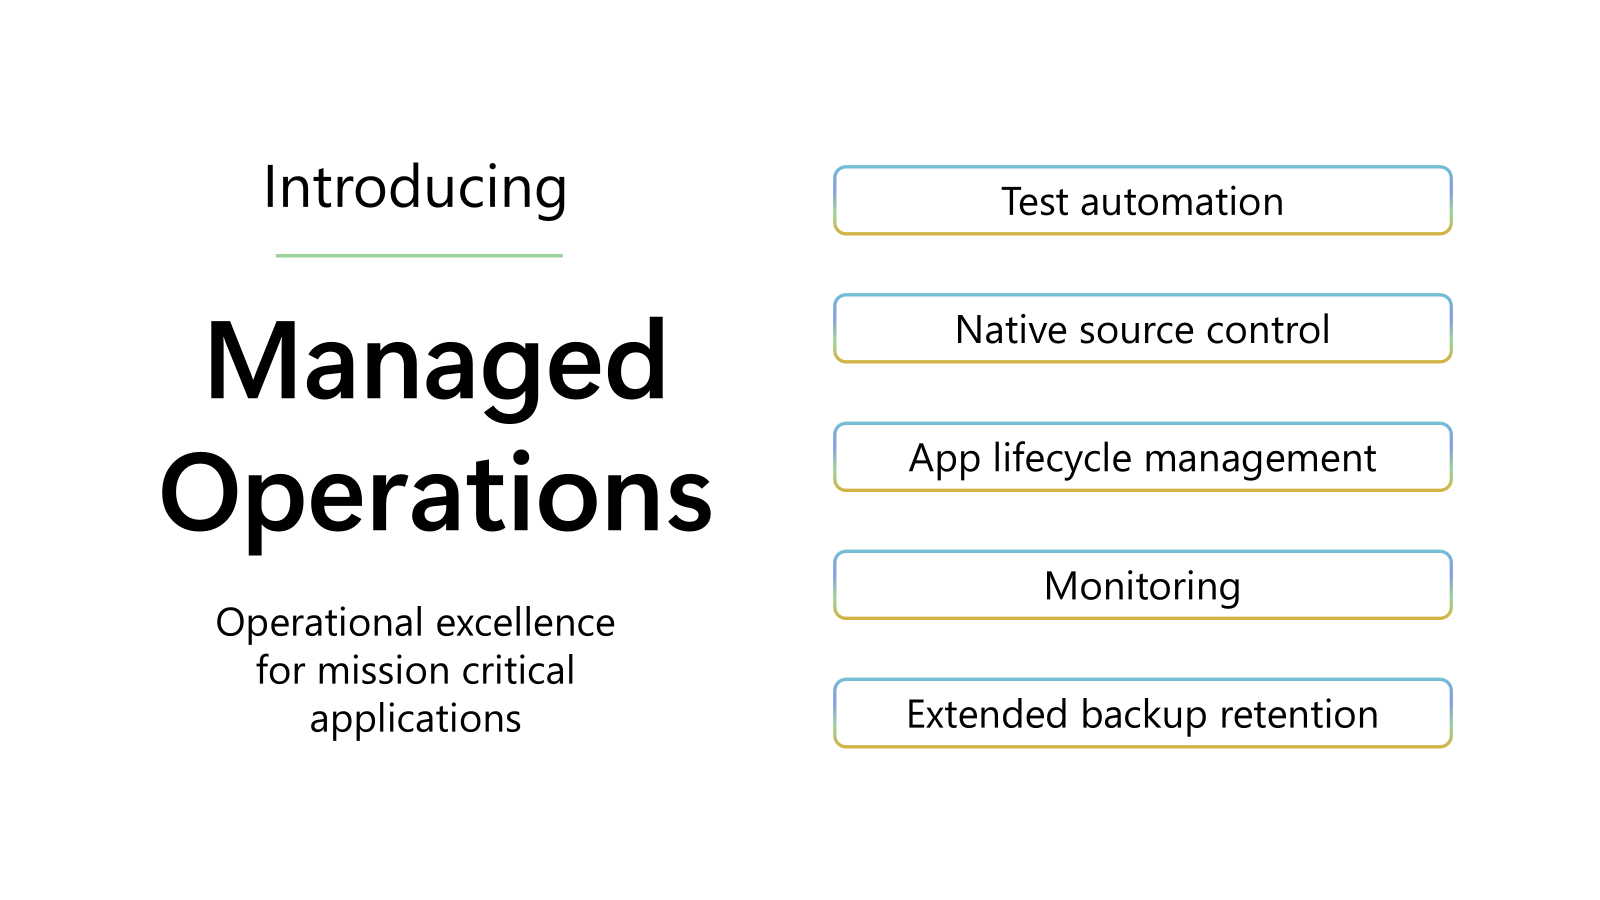 Introducing
Managed
Operations
Operational excellence
for mission critical
applications
Test automation
Native source control
App lifecycle management
Monitoring
Extended backup retention